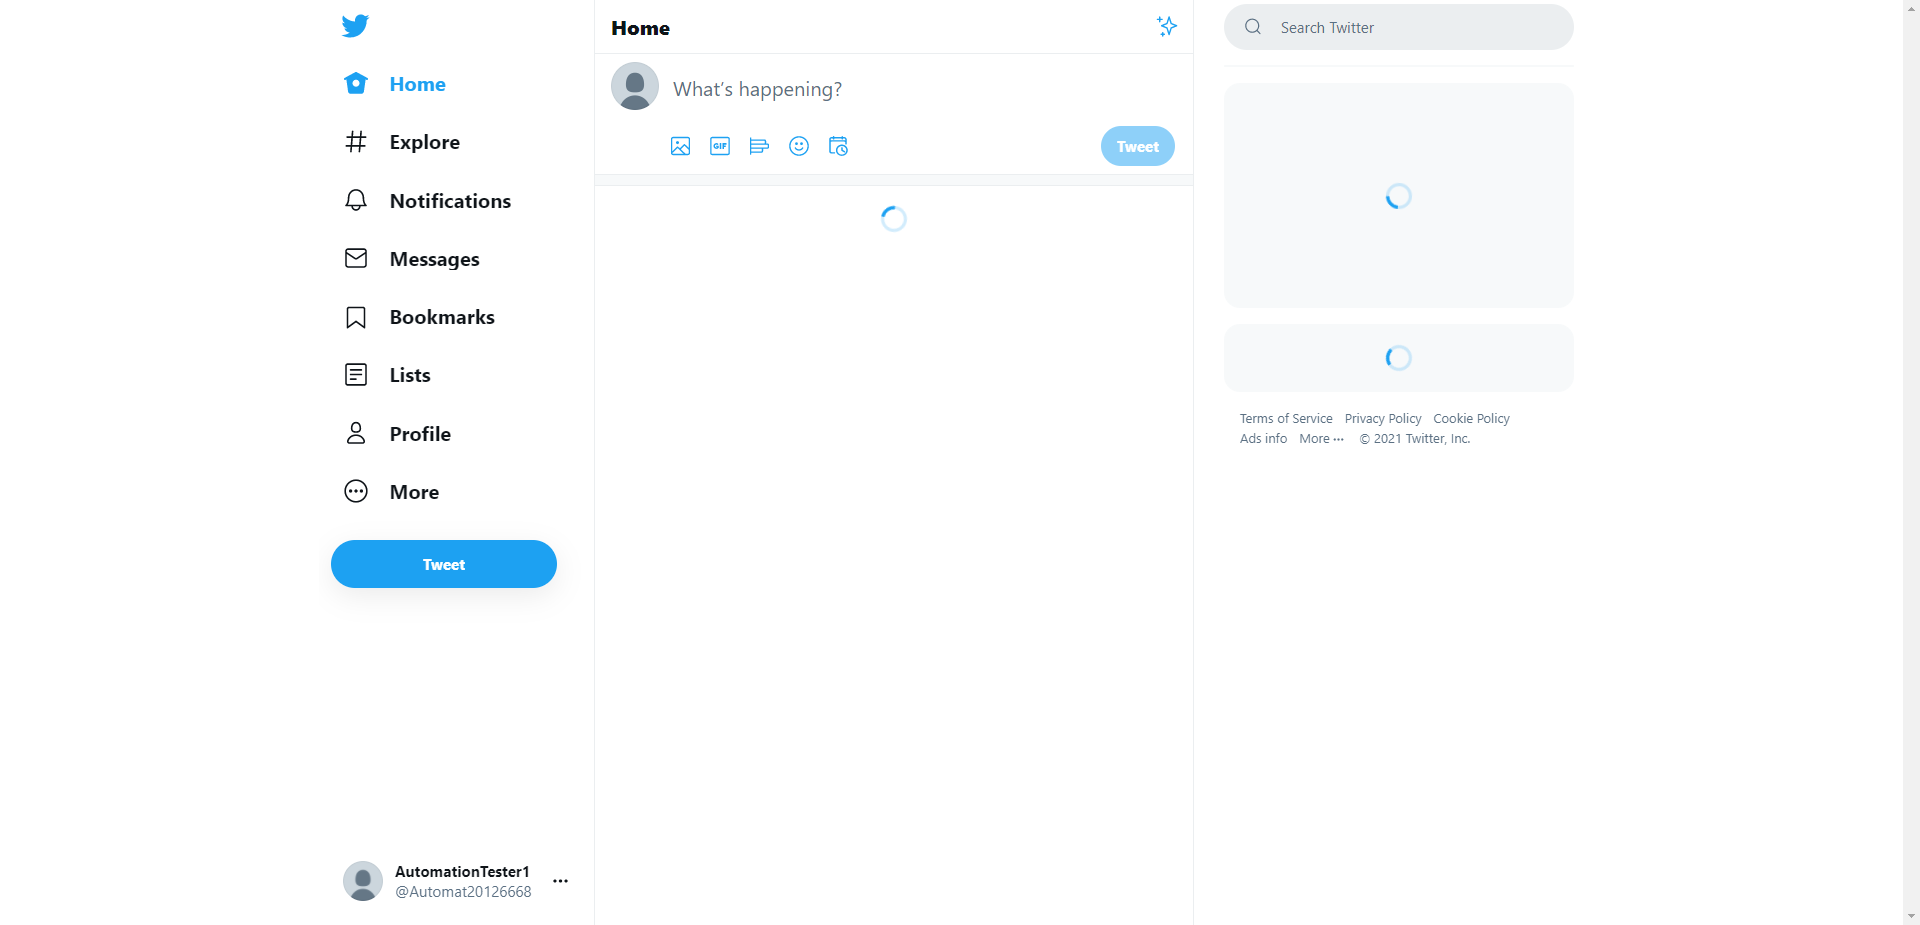 Home
Explore
Notifications
Messages
Bookmarks
Lists
Profile
More
Tweet
AutomationTester1
@Automat20126668
Home
What's happening?
GIF
Tweet
Search Twitter
Terms of Service Privacy Policy Cookie Policy
Ads info More ··· © 2021 Twitter, Inc.